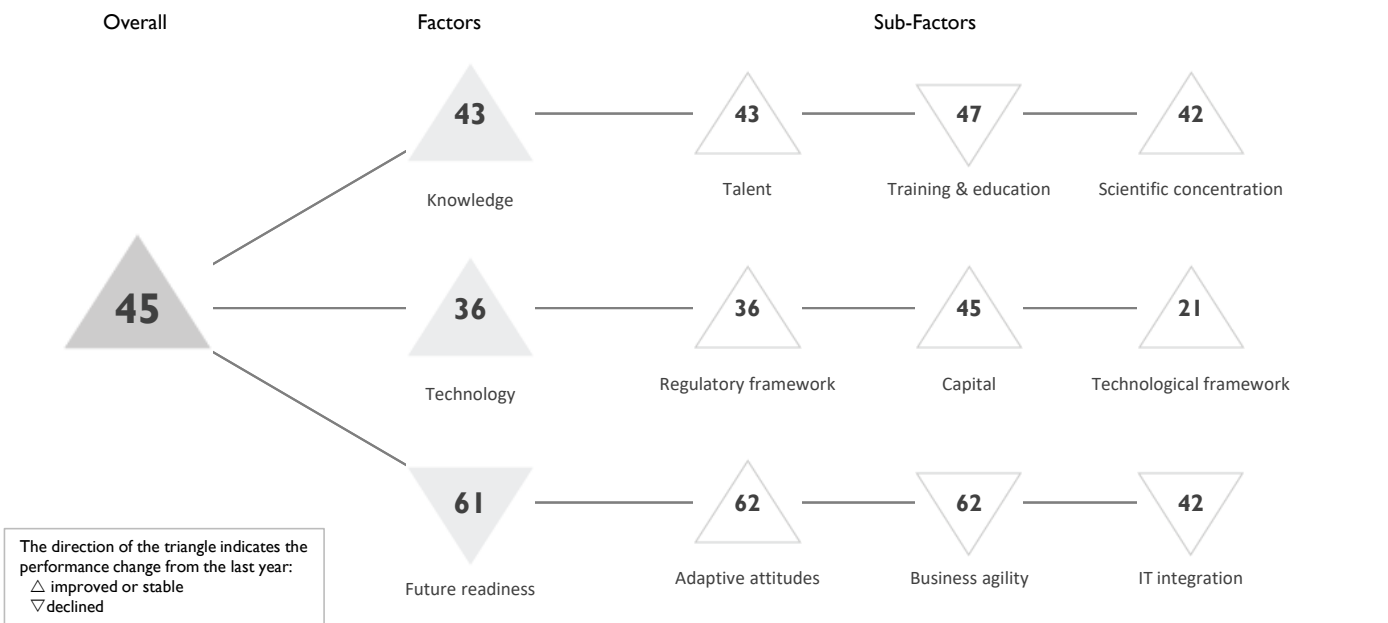 Overall
Factors
Sub-Factors
43
43
47
42
Knowledge
Talent
Training & education
Scientific concentration
45
36
36
45
21
Technology
Regulatory framework
Capital
Technological framework
61
62
62
42
Future readiness
Adaptive attitudes
Business agility
IT integration
The direction of the triangle indicates the
performance change from the last year:
△ improved or stable
▽ declined